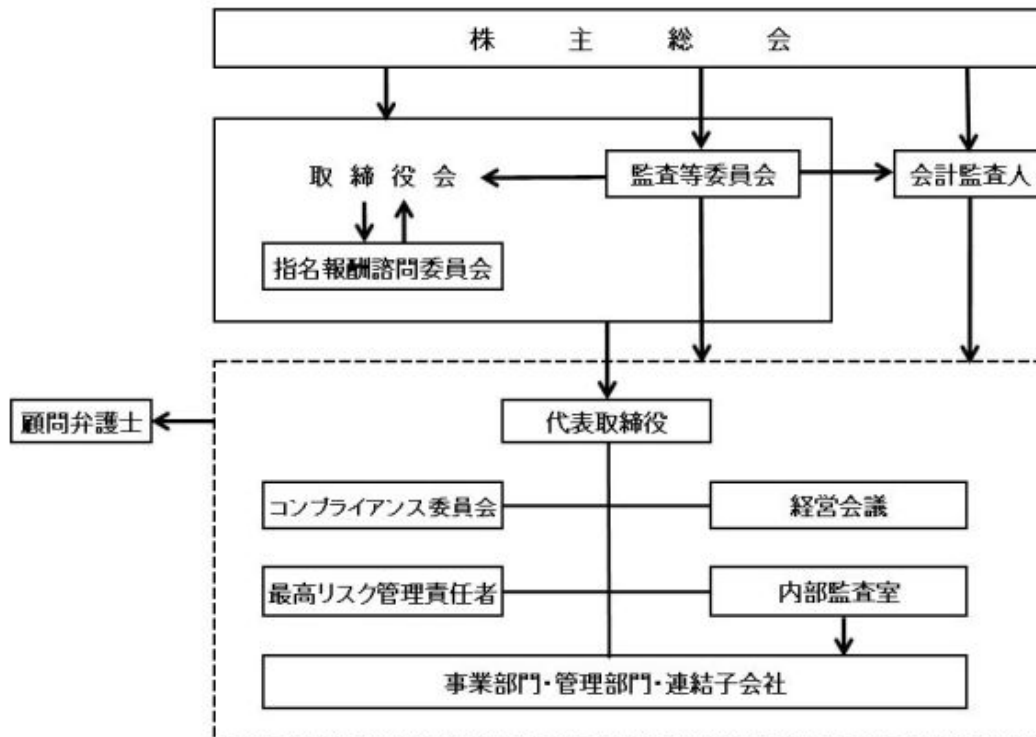 株主総会
取締役会
監査等委員会
会計監査人
指名報酬諮問委員会
顧問弁護士
代表取締役
コンプライアンス委員会
経営会議
最高リスク管理責任者
内部監査室
事業部門・管理部門・連結子会社